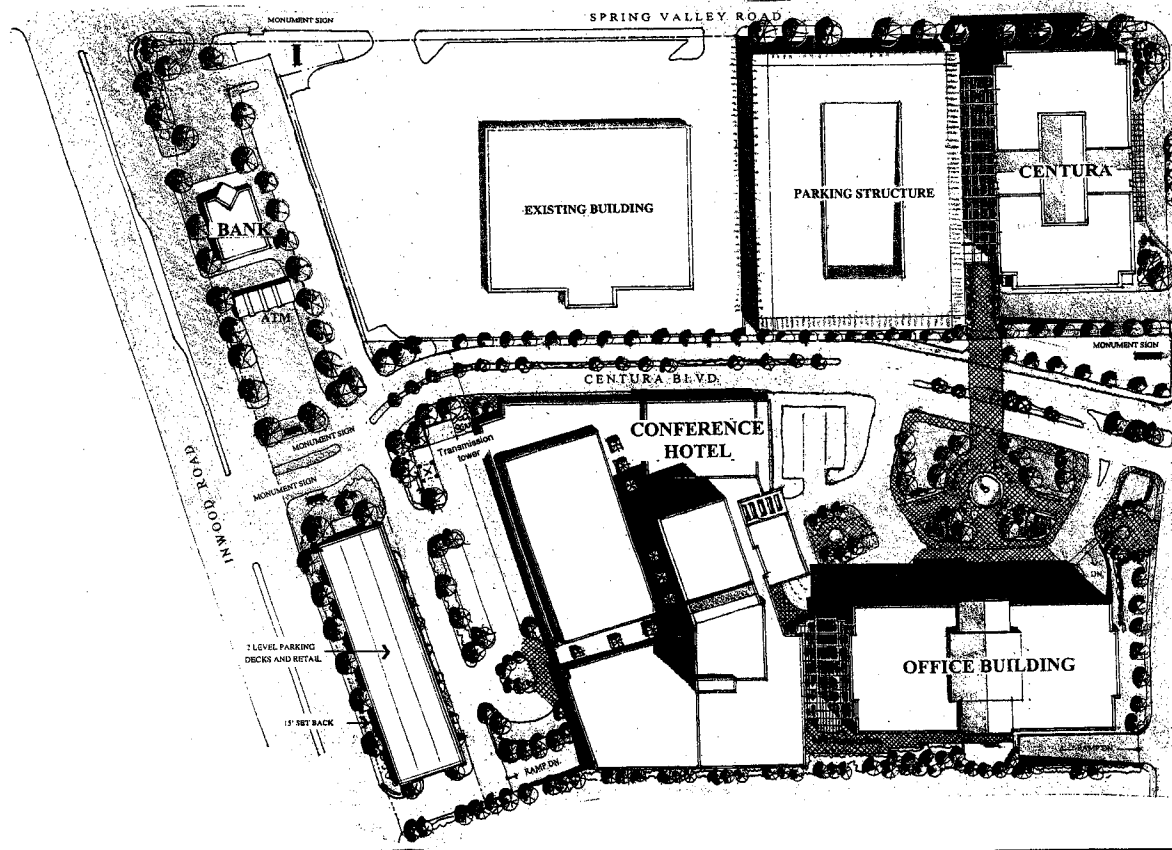 MONUMENT SIGN
SPRING VALLEY ROAD
EXISTING BUILDING
PARKING STRUCTURE
CENTURA
BANK
ATM
MONUMENT SIGN
CENTURA BLVD.
CONFERENCE
HOTEL
Transmission
tower
MONUMENT SIGN
MONUMENT SIGN
INWOOD ROAD
LEVEL PARKING
DECKS AND RETAIL
OFFICE BUILDING
15' SET BACK
RAMP DN.